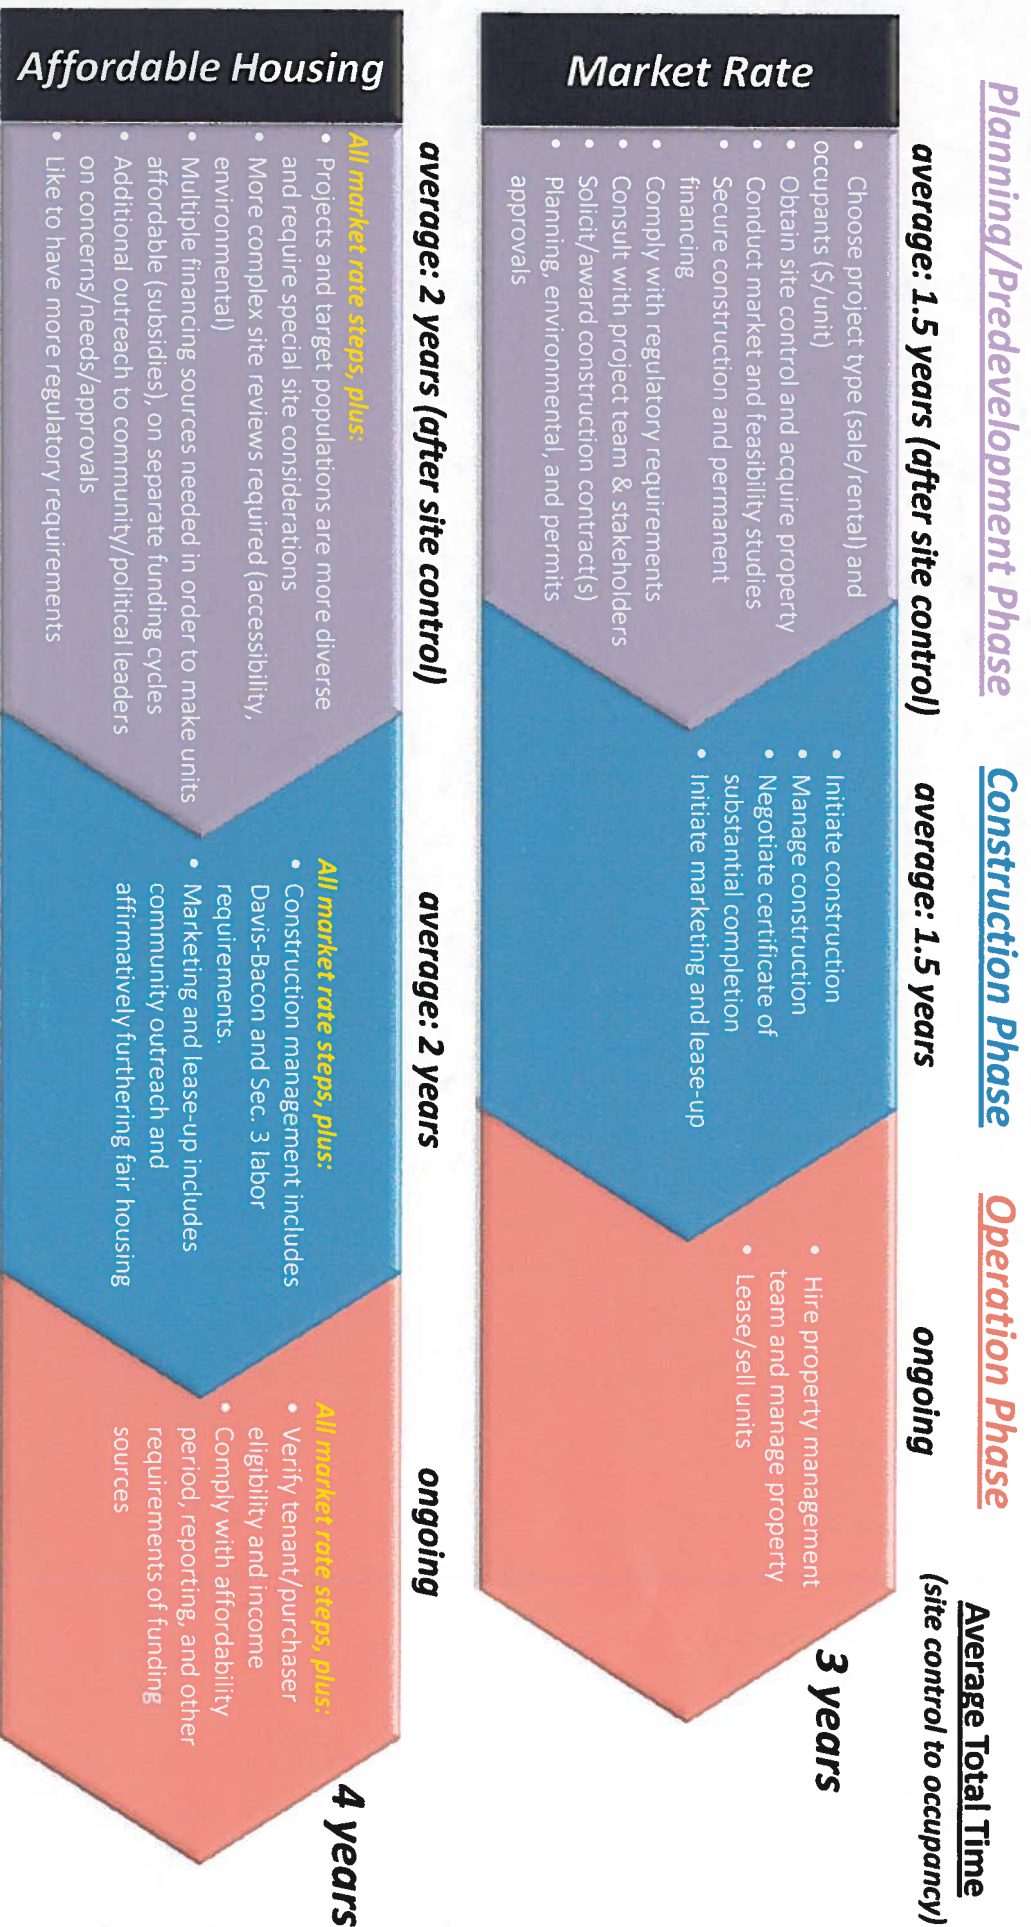 Planning/Predevelopment Phase
Construction Phase
Operation Phase
Average Total Time
(site control to occupancy)
average: 1.5 years (after site control)
average: 1.5 years
ongoing
Market Rate
• Choose project type (sale/rental) and
occupants ($/unit)
• Obtain site control and acquire property
• Conduct market and feasibility studies
• Secure construction and permanent
financing
• Comply with regulatory requirements
• Consult with project team & stakeholders
• Solicit/award construction contract(s)
• Planning, environmental, and permits
approvals
• Initiate construction
• Manage construction
• Negotiate certificate of
substantial completion
• Initiate marketing and lease-up
• Hire property management
team and manage property
• Lease/sell units
3 years
average: 2 years (after site control)
average: 2 years
ongoing
Affordable Housing
All market rate steps, plus:
• Projects and target populations are more diverse
and require special site considerations
• More complex site reviews required (accessibility,
environmental)
• Multiple financing sources needed in order to make units
affordable (subsidies), on separate funding cycles
• Additional outreach to community/political leaders
on concerns/needs/approvals
• Like to have more regulatory requirements
All market rate steps, plus:
• Construction management includes
Davis-Bacon and Sec. 3 labor
requirements.
• Marketing and lease-up includes
community outreach and
affirmatively furthering fair housing
All market rate steps, plus:
• Verify tenant/purchaser
eligibility and income
• Comply with affordability
period, reporting, and other
requirements of funding
sources
4 years